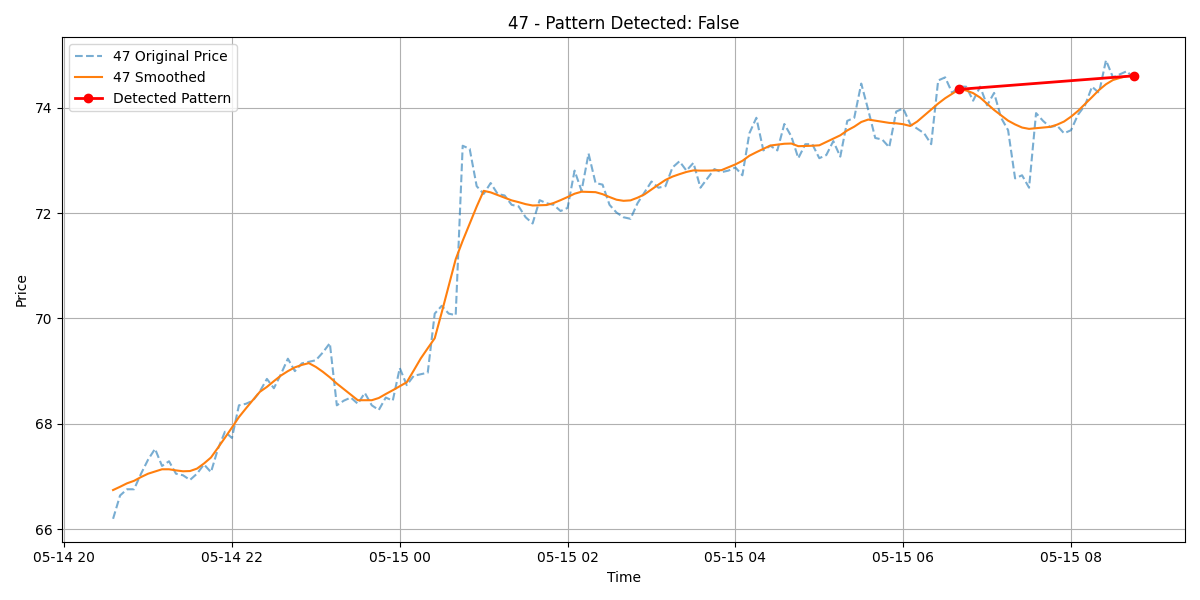 47 - Pattern Detected: False
47 Original Price
47 Smoothed
Detected Pattern
Price
74
72
70
68
66
05-14 20
05-14 22
05-15 00
05-15 02
05-15 04
05-15 06
05-15 08
Time